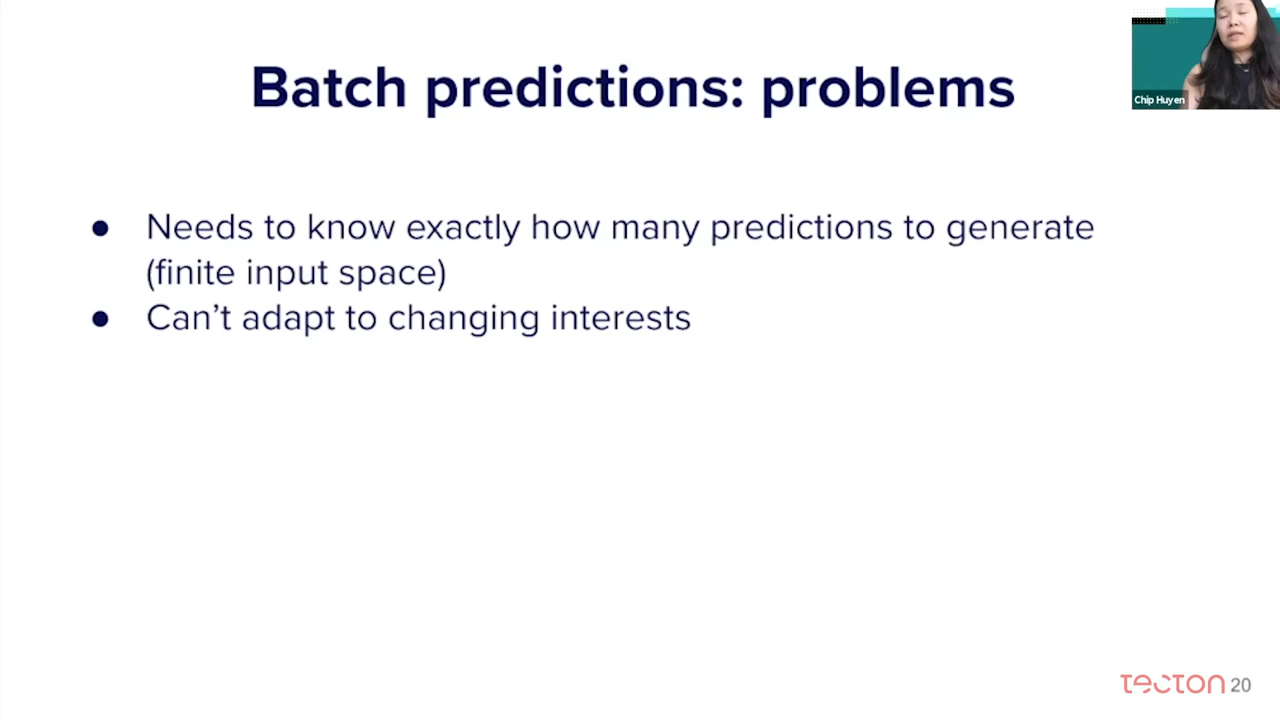 Batch predictions: problems
Chip Huyen
● Needs to know exactly how many predictions to generate
(finite input space)
● Can't adapt to changing interests
tecton 20